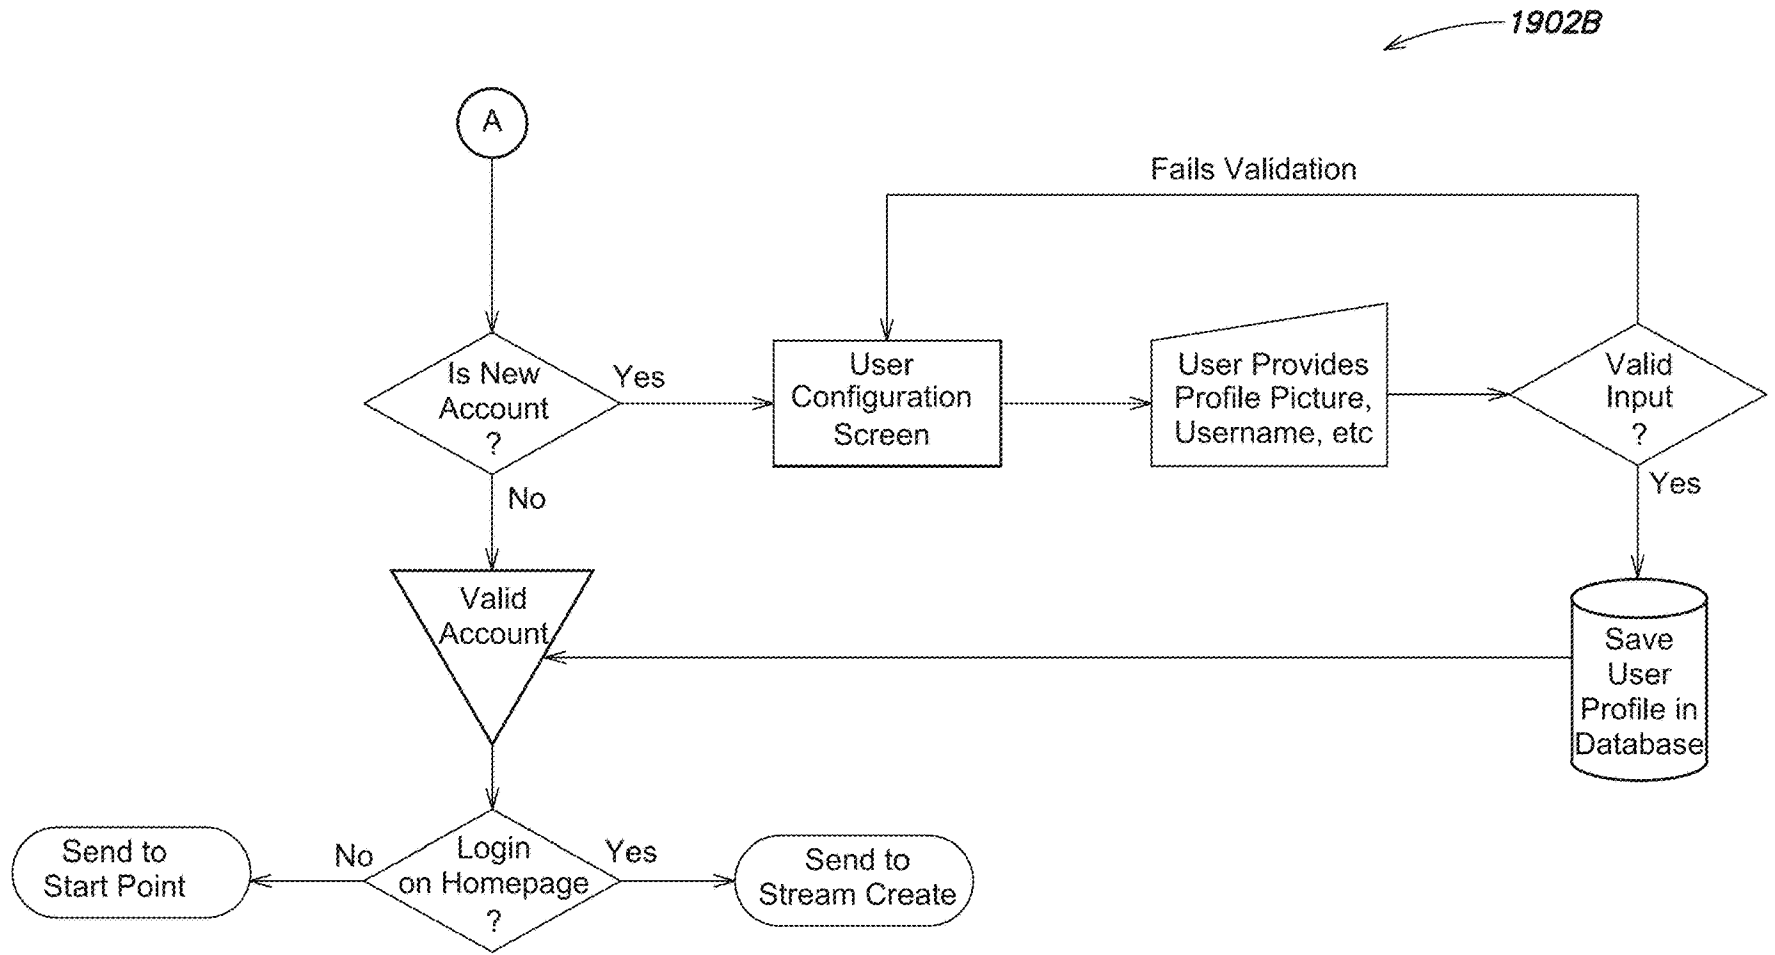 1902B
A
Fails Validation
Is New
Account
?
Yes
No
User
Configuration
Screen
User Provides
Profile Picture,
Username, etc
Valid
Input
?
Yes
Valid
Account
Save
User
Profile in
Database
Login
on Homepage
?
No
Yes
Send to
Start Point
Send to
Stream Create